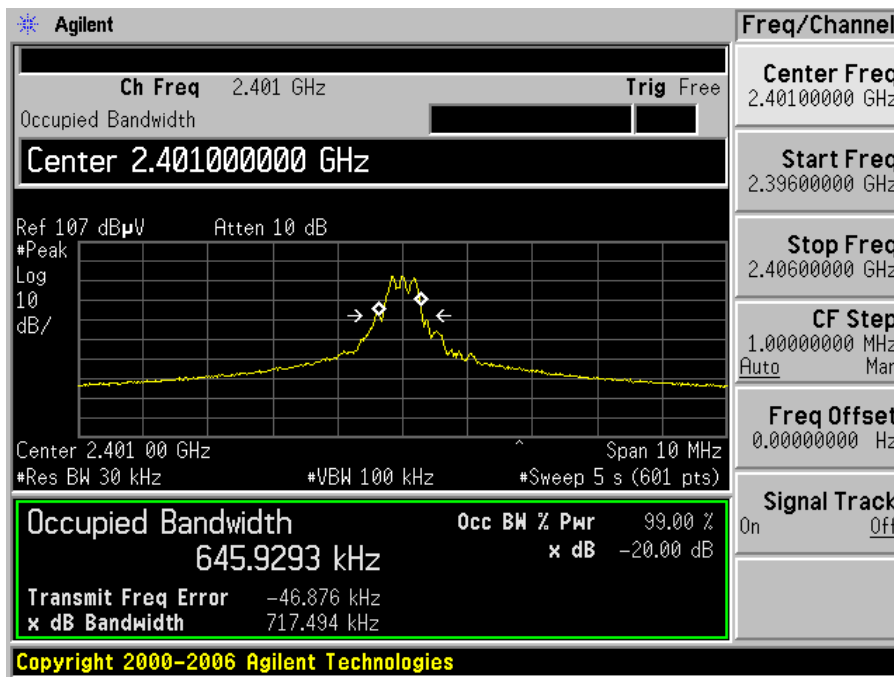 Agilent
Ch Freq 2.401 GHz Trig Free
Occupied Bandwidth
Center 2.401000000 GHz
Ref 107 dBµV Atten 10 dB
#Peak
Log
10
dB/
Center 2.401 00 GHz Span 10 MHz
#Res BW 30 kHz #VBW 100 kHz #Sweep 5 s (601 pts)
Occupied Bandwidth Occ BW % Pwr 99.00 %
645.9293 kHz x dB -20.00 dB
Transmit Freq Error -46.876 kHz
x dB Bandwidth 717.494 kHz
Copyright 2000-2006 Agilent Technologies
Freq/Channel
Center Freq
2.40100000 GHz
Start Freq
2.39600000 GHz
Stop Freq
2.40600000 GHz
CF Step
1.00000000 MHz
Auto Man
Freq Offset
0.00000000 Hz
Signal Track
On Off